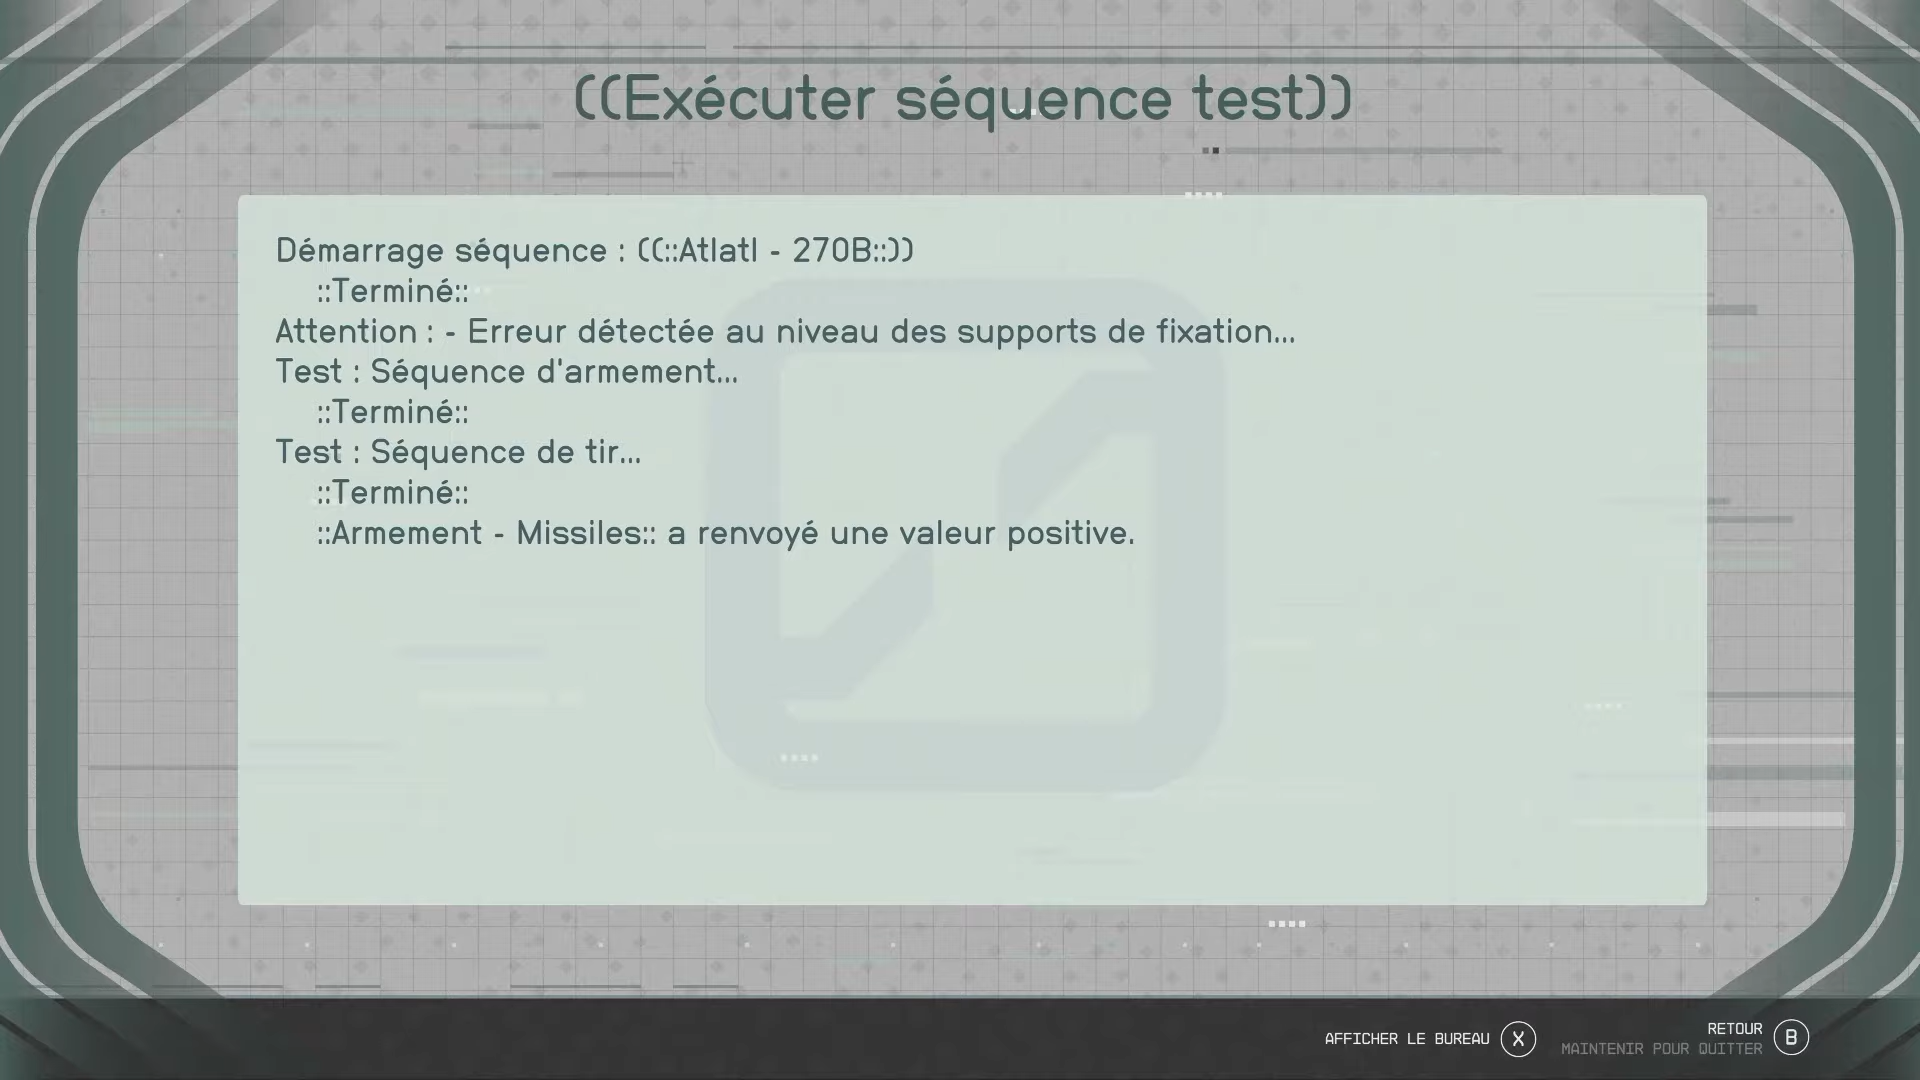 ((Exécuter séquence test))
Démarrage séquence : ((::Atlatl - 270B::))
::Terminé::
Attention : - Erreur détectée au niveau des supports de fixation...
Test : Séquence d'armement...
::Terminé::
Test : Séquence de tir...
::Terminé::
::Armement - Missiles:: a renvoyé une valeur positive.
AFFICHER LE BUREAU X
RETOUR B
MAINTENIR POUR QUITTER